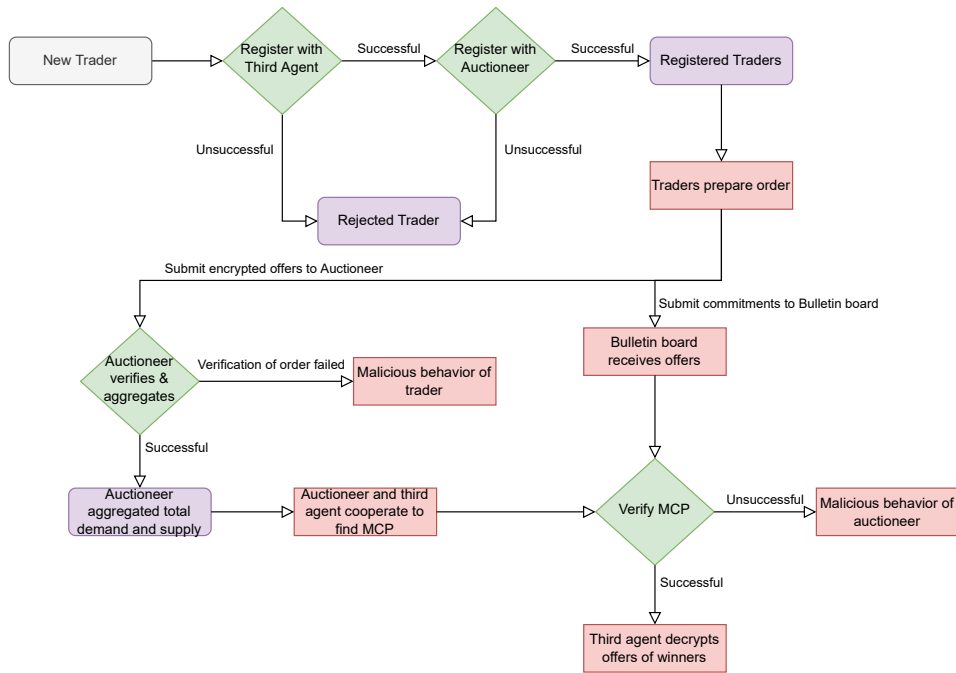 New Trader
Register with
Third Agent
Successful
Register with
Auctioneer
Successful
Registered Traders
Unsuccessful
Unsuccessful
Traders prepare order
Rejected Trader
Submit encrypted offers to Auctioneer
Submit commitments to Bulletin board
Auctioneer
verifies &
aggregates
Verification of order failed
Malicious behavior of
trader
Bulletin board
receives offers
Successful
Auctioneer
aggregated total
demand and supply
Auctioneer and third
agent cooperate to
find MCP
Verify MCP
Unsuccessful
Malicious behavior of
auctioneer
Successful
Third agent decrypts
offers of winners